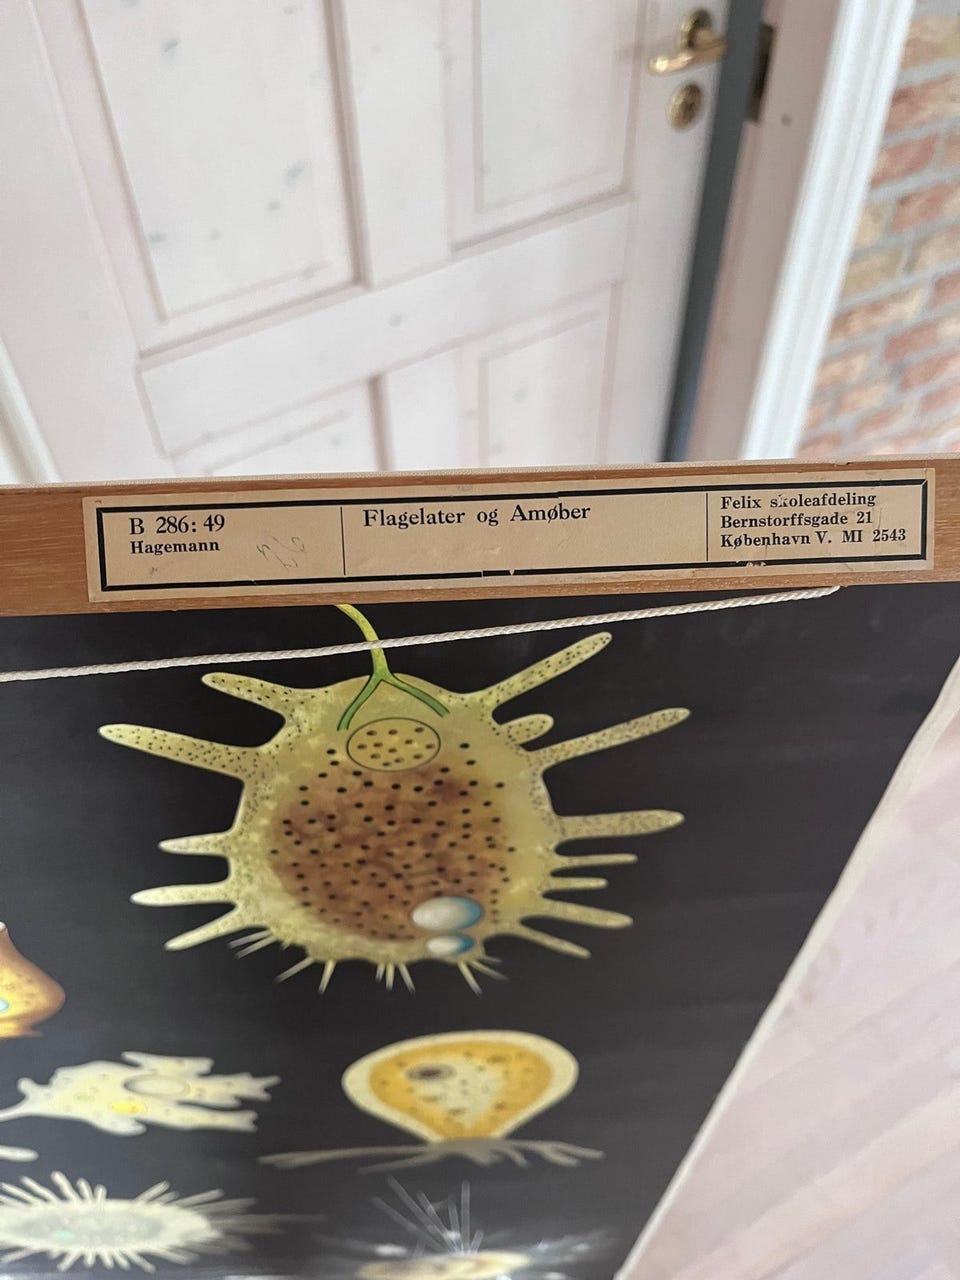 B 286: 49
Hagemann
Flagelater og Amøber
Felix skoleafdeling
Bernstorffsgade 21
København V. MI 2543